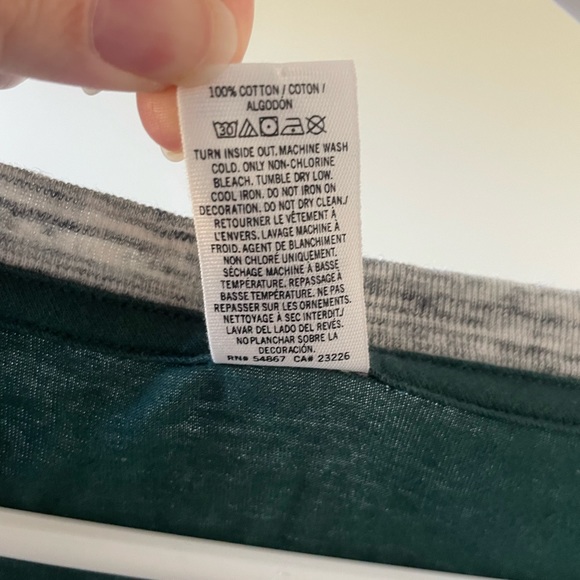 100% COTTON / COTON /
ALGODÓN
30
TURN INSIDE OUT. MACHINE WASH
COLD. ONLY NON-CHLORINE
BLEACH. TUMBLE DRY LOW.
COOL IRON. DO NOT IRON ON
DECORATION. DO NOT DRY CLEAN./
RETOURNER LE VÊTEMENT À
L'ENVERS. LAVAGE MACHINE À
FROID. AGENT DE BLANCHIMENT
NON CHLORÉ UNIQUEMENT.
SÉCHAGE MACHINE À BASSE
TEMPÉRATURE. REPASSAGE À
BASSE TEMPÉRATURE. NE PAS
REPASSER SUR LES ORNEMENTS.
NETTOYAGE À SEC INTERDIT./
LAVAR DEL LADO DEL REVÉS.
NO PLANCHAR SOBRE LA
DECORACIÓN.
RN# 54867 CA# 23226